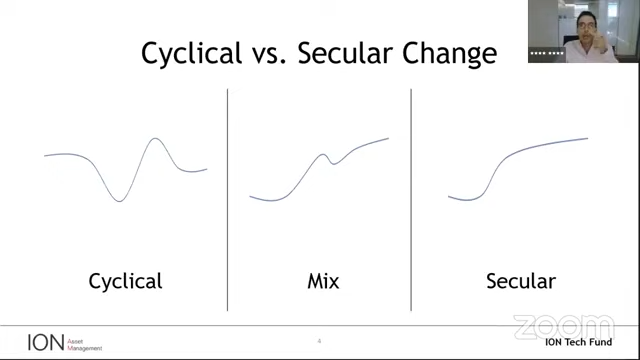 Cyclical vs. Secular Change
Cyclical
Mix
Secular
zoom
ION Asset
Management
4
ION Tech Fund